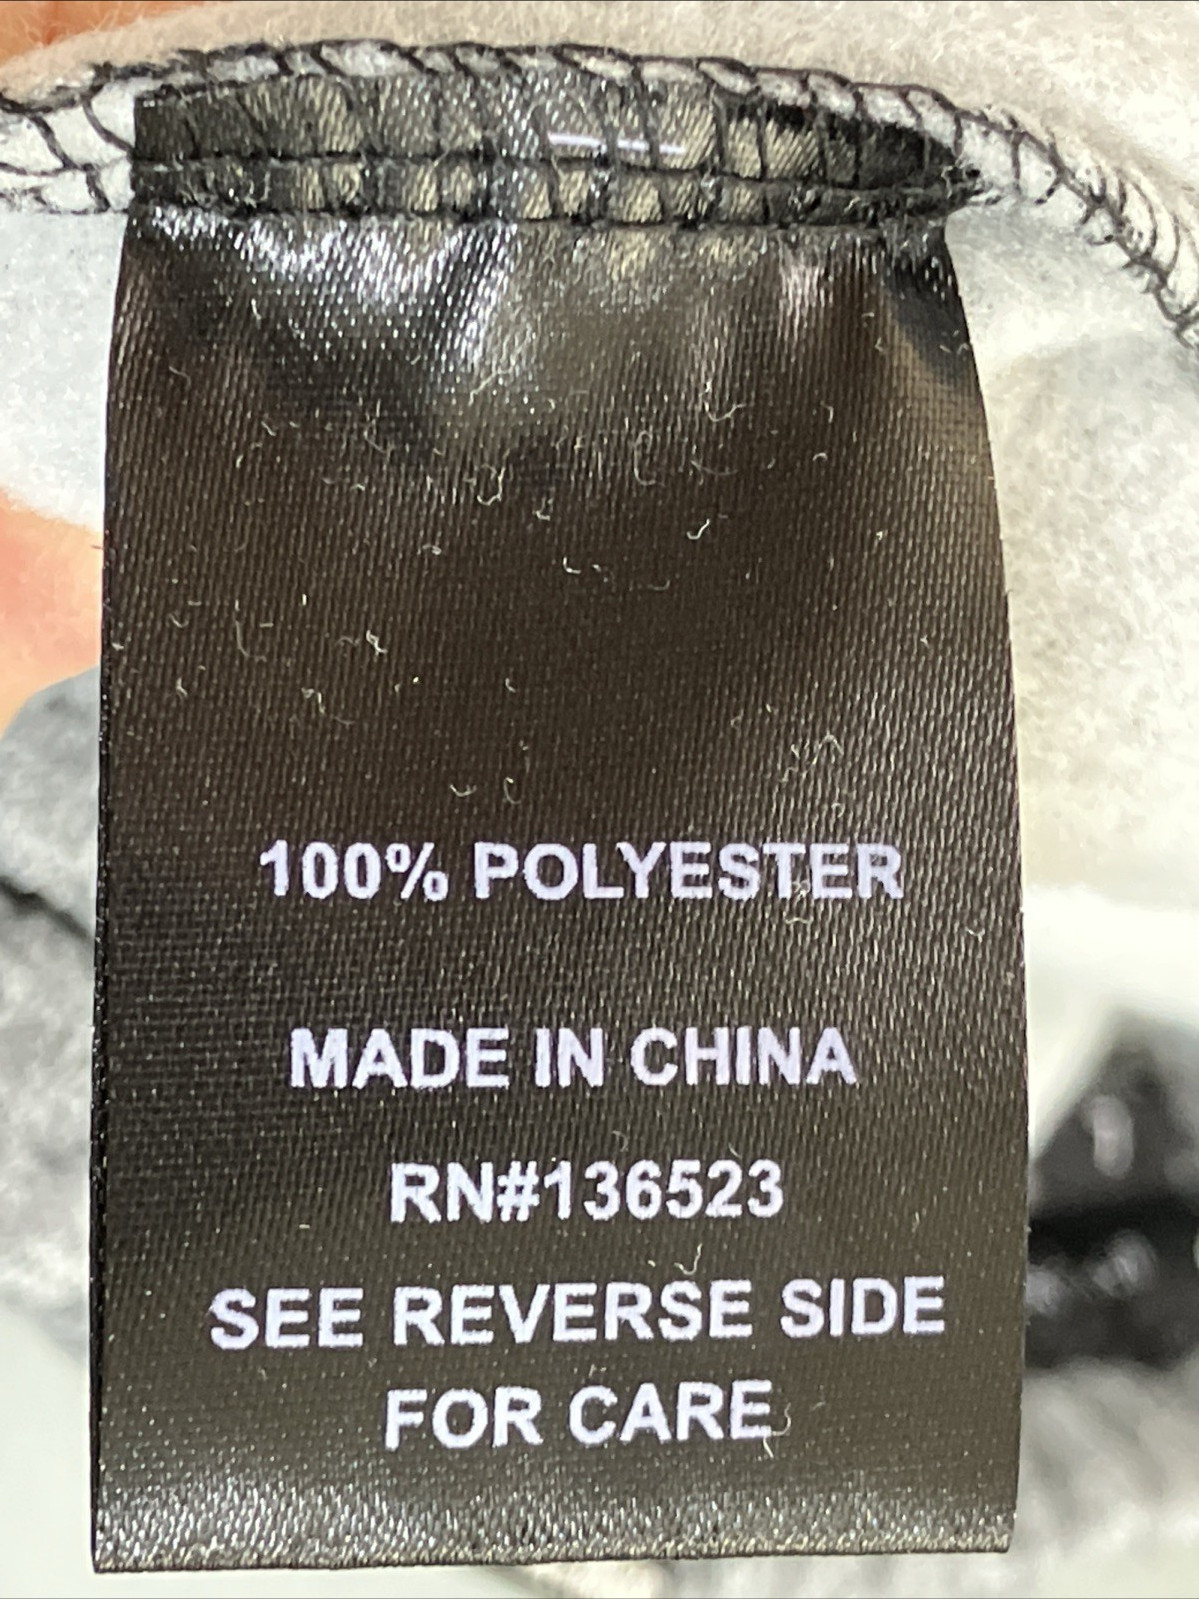 100% POLYESTER
MADE IN CHINA
RN#136523
SEE REVERSE SIDE
FOR CARE